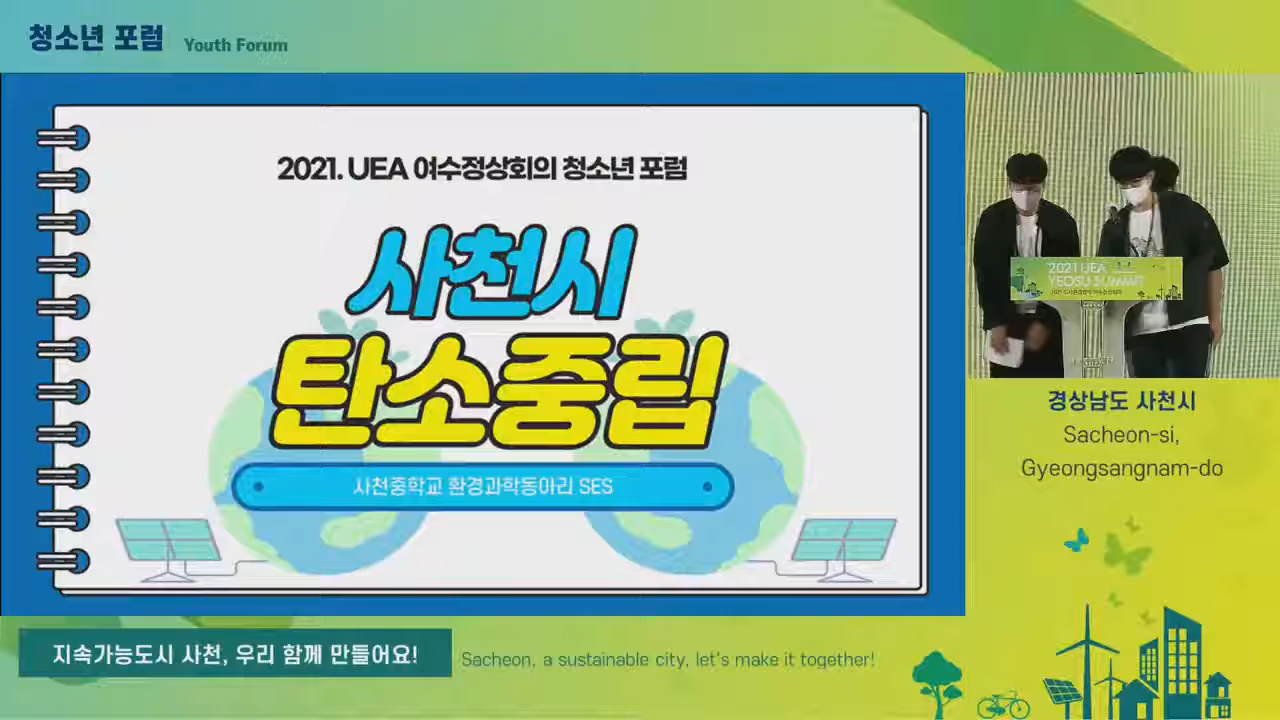 청소년 포럼 Youth Forum
2021. UEA 여수정상회의 청소년 포럼
사천시
탄소중립
사천중학교 환경과학동아리 SES
2021 UEA
YEOSU SUMMIT
경상남도 사천시
Sacheon-si,
Gyeongsangnam-do
지속가능도시 사천, 우리 함께 만들어요!
Sacheon, a sustainable city, let's make it together!